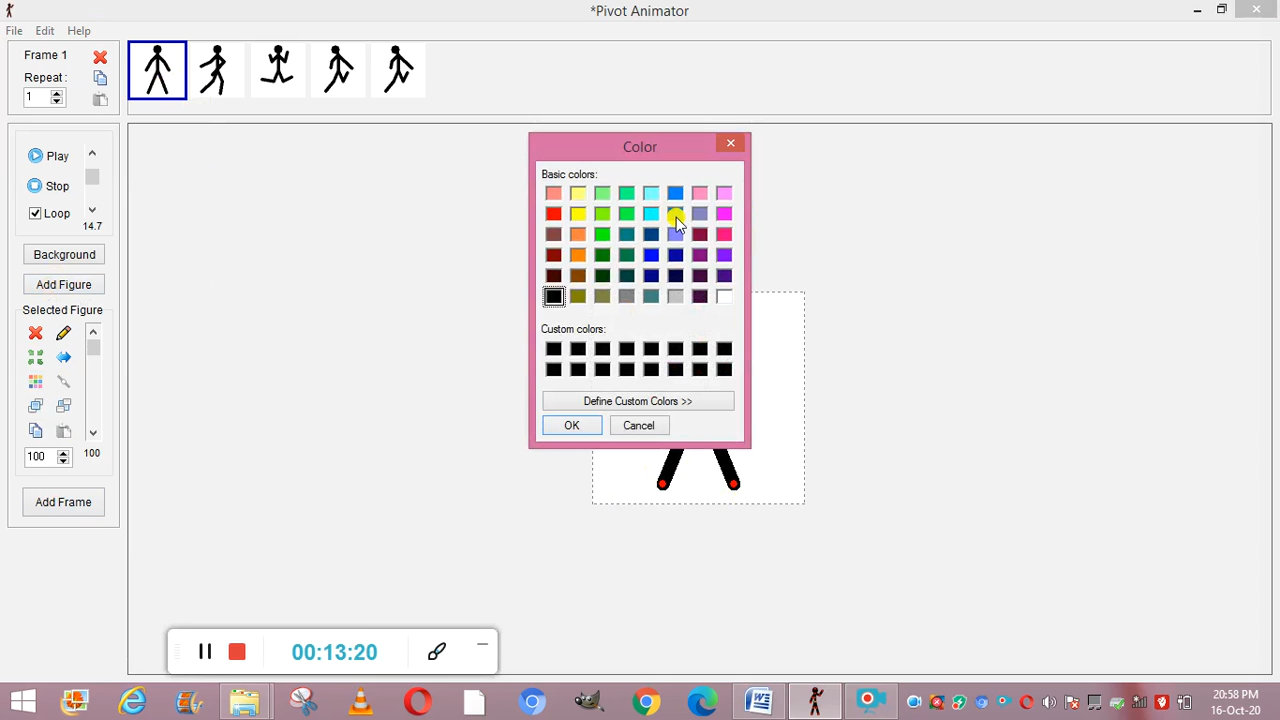 *Pivot Animator
File Edit Help
Frame 1
Repeat :
1
Play
Stop
Loop
14.7
Background
Add Figure
Selected Figure
100
100
Add Frame
Color
Basic colors:
Custom colors:
Define Custom Colors >>
OK Cancel
00:13:20
20:58 PM
16-Oct-20